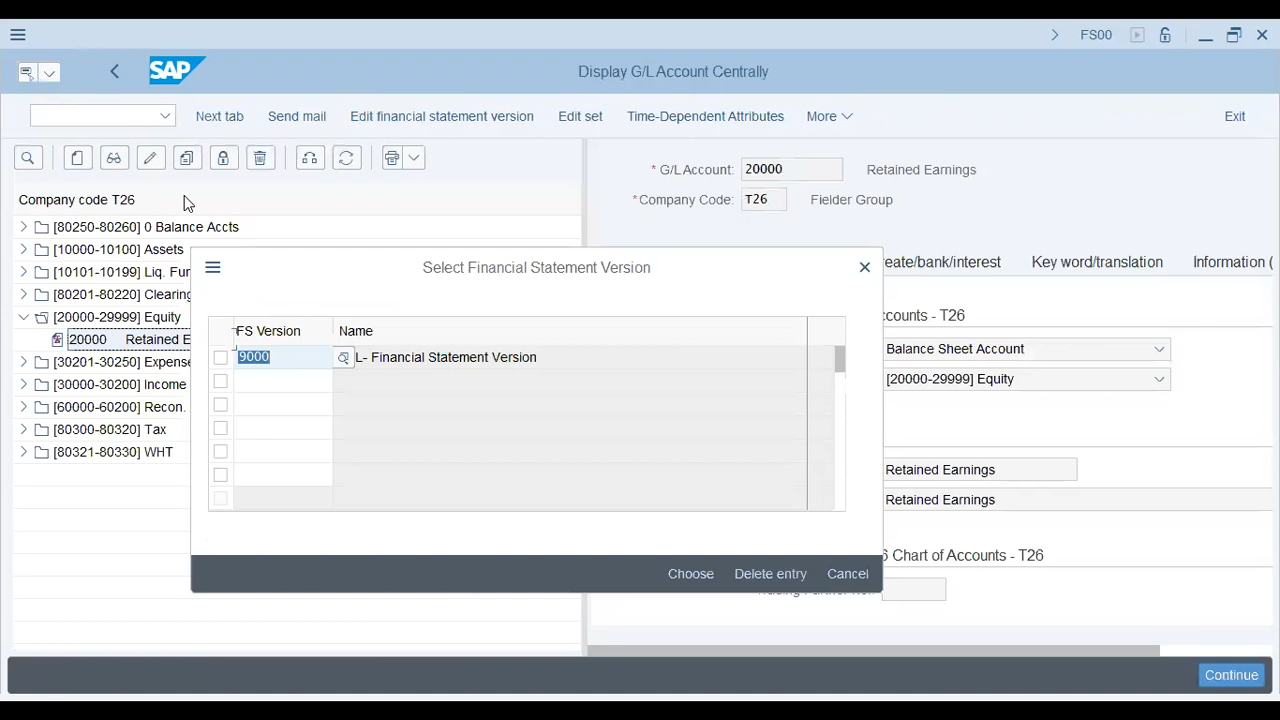 FS00
SAP
Display G/L Account Centrally
Next tab
Send mail
Edit financial statement version
Edit set
Time-Dependent Attributes
More
Exit
Company code T26
[80250-80260] 0 Balance Accts
[10000-10100] Assets
[10101-10199] Liq. Fur
[80201-80220] Clearing
[20000-29999] Equity
20000 Retained E
[30201-30250] Expense
[30000-30200] Income
[60000-60200] Recon.
[80300-80320] Tax
[80321-80330] WHT
* G/L Account: 20000 Retained Earnings
* Company Code: T26 Fielder Group
eate/bank/interest
Key word/translation
Information (
counts - T26
Balance Sheet Account
[20000-29999] Equity
Retained Earnings
Retained Earnings
6 Chart of Accounts - T26
Select Financial Statement Version
FS Version Name
9000 L- Financial Statement Version
Choose
Delete entry
Cancel
Continue